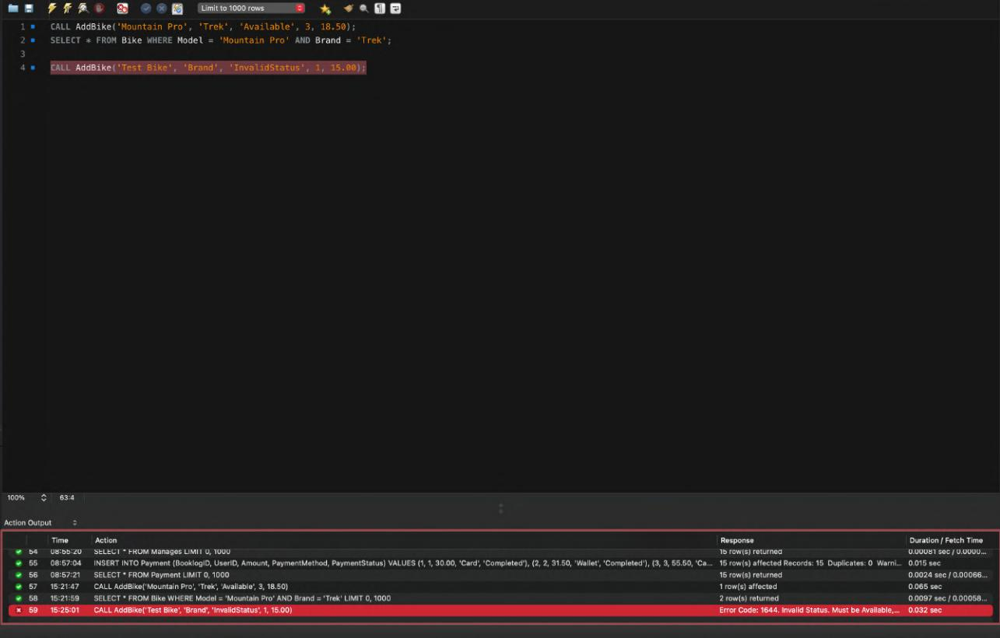 Limit to 1000 rows
1 CALL AddBike('Mountain Pro', 'Trek', 'Available', 3, 18.50);
2 SELECT * FROM Bike WHERE Model = 'Mountain Pro' AND Brand = 'Trek';
3
4 CALL AddBike('Test Bike', 'Brand', 'InvalidStatus', 1, 15.00);
100% 63:4
Action Output
Time Action Response Duration / Fetch Time
54 08:55:20 SELECT * FROM Manages LIMIT 0, 1000 15 row(s) returned 0.00081 sec / 0.0000...
55 08:57:04 INSERT INTO Payment (BooklogID, UserID, Amount, PaymentMethod, PaymentStatus) VALUES (1, 1, 30.00, 'Card', 'Completed'), (2, 2, 31.50, 'Wallet', 'Completed'), (3, 3, 55.50, 'Ca... 15 row(s) affected Records: 15 Duplicates: 0 Warni... 0.015 sec
56 08:57:21 SELECT * FROM Payment LIMIT 0, 1000 15 row(s) returned 0.0024 sec / 0.00066...
57 15:21:47 CALL AddBike('Mountain Pro', 'Trek', 'Available', 3, 18.50) 1 row(s) affected 0.065 sec
58 15:21:59 SELECT * FROM Bike WHERE Model = 'Mountain Pro' AND Brand = 'Trek' LIMIT 0, 1000 2 row(s) returned 0.0097 sec / 0.00058...
59 15:25:01 CALL AddBike('Test Bike', 'Brand', 'InvalidStatus', 1, 15.00) Error Code: 1644. Invalid Status. Must be Available,... 0.032 sec